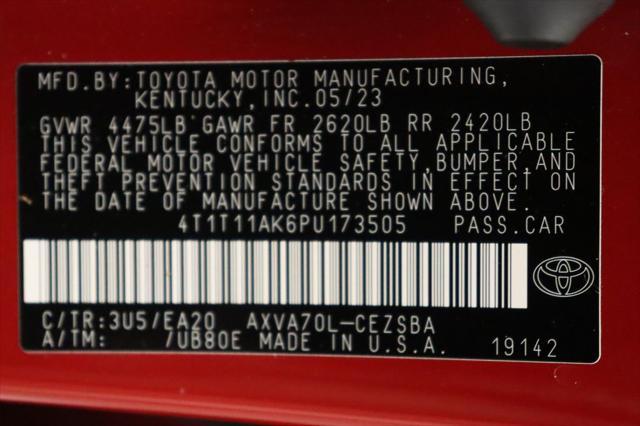 MFD.BY:TOYOTA MOTOR MANUFACTURING,
KENTUCKY,INC.05/23
GVWR 4475LB GAWR FR 2620LB RR 2420LB
THIS VEHICLE CONFORMS TO ALL APPLICABLE
FEDERAL MOTOR VEHICLE SAFETY,BUMPER,AND
THEFT PREVENTION STANDARDS IN EFFECT ON
THE DATE OF MANUFACTURE SHOWN ABOVE.
4T1T11AK6PU173505 PASS.CAR
C/TR:3U5/EA20 AXVA70L-CEZSBA
A/TM: /UB80E MADE IN U.S.A. 19142